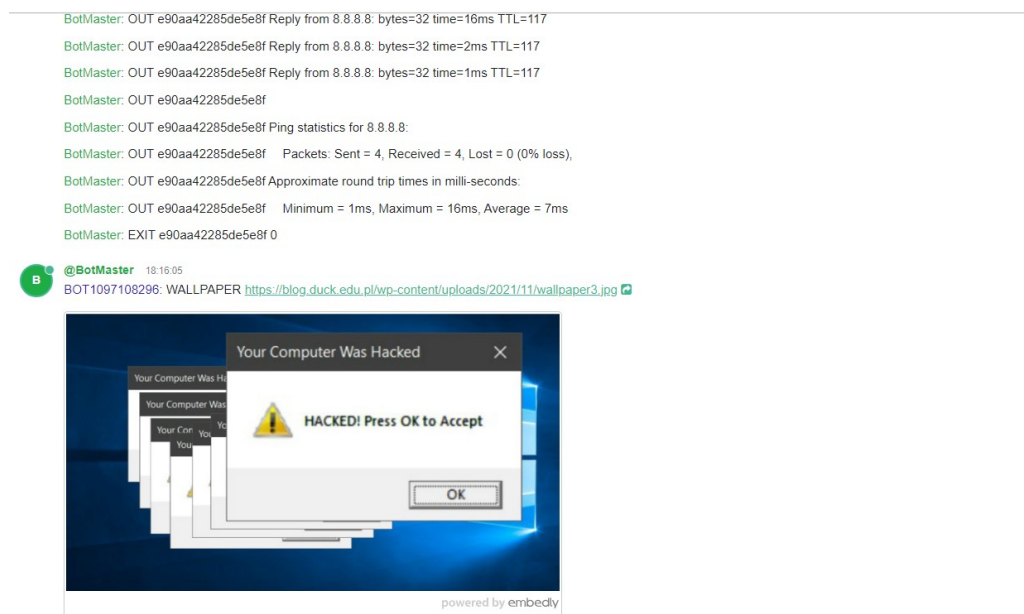 BotMaster: OUT e90aa42285de5e8f Reply from 8.8.8.8: bytes=32 time=16ms TTL=117
BotMaster: OUT e90aa42285de5e8f Reply from 8.8.8.8: bytes=32 time=2ms TTL=117
BotMaster: OUT e90aa42285de5e8f Reply from 8.8.8.8: bytes=32 time=1ms TTL=117
BotMaster: OUT e90aa42285de5e8f
BotMaster: OUT e90aa42285de5e8f Ping statistics for 8.8.8.8:
BotMaster: OUT e90aa42285de5e8f Packets: Sent = 4, Received = 4, Lost = 0 (0% loss),
BotMaster: OUT e90aa42285de5e8f Approximate round trip times in milli-seconds:
BotMaster: OUT e90aa42285de5e8f Minimum = 1ms, Maximum = 16ms, Average = 7ms
BotMaster: EXIT e90aa42285de5e8f 0
B
@BotMaster 18:16:05
BOT1097108296: WALLPAPER https://blog.duck.edu.pl/wp-content/uploads/2021/11/wallpaper3.jpg
Your Computer Was Hacked
Your Computer Was Ha
Your Computer Was
Your Con
You
You
Yo
HACKED! Press OK to Accept
OK
powered by embedly